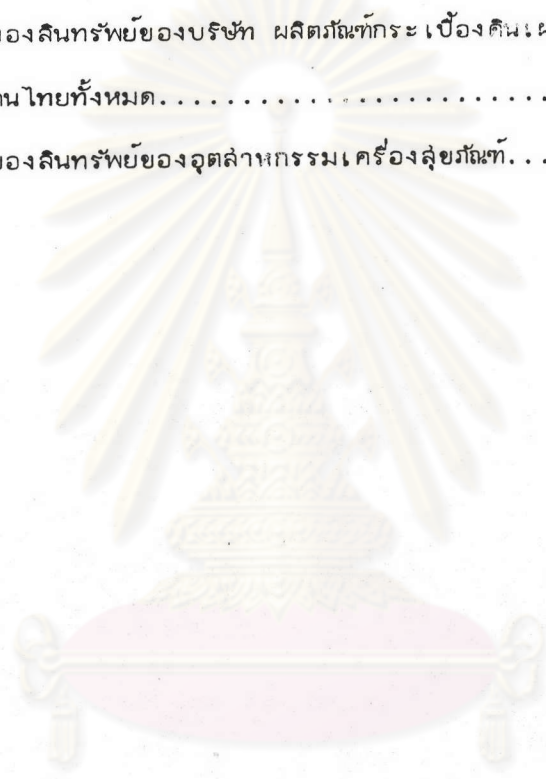 ของสินทรัพย์ของบริษัท ผลิตภัณฑ์กระเบื้องดินเผ
านไทยทั้งหมด..........................
ของสินทรัพย์ของอุตสาหกรรมเครื่องสุขภัณฑ์...